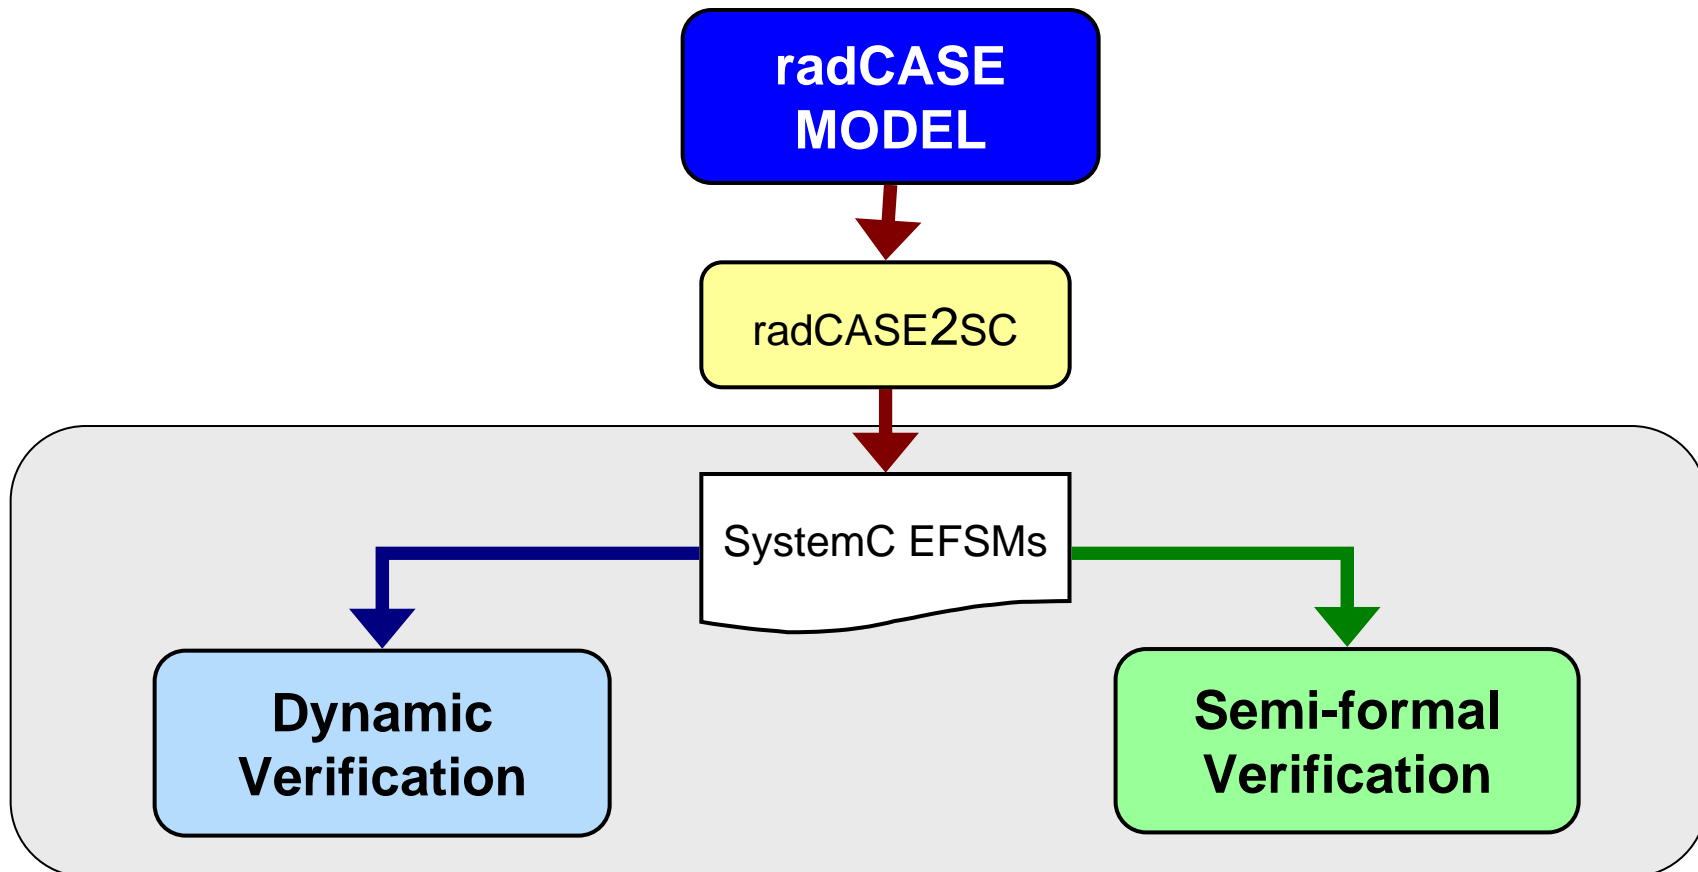 radCASE
MODEL
radCASE2SC
SystemC EFSMs
Dynamic
Verification
Semi-formal
Verification